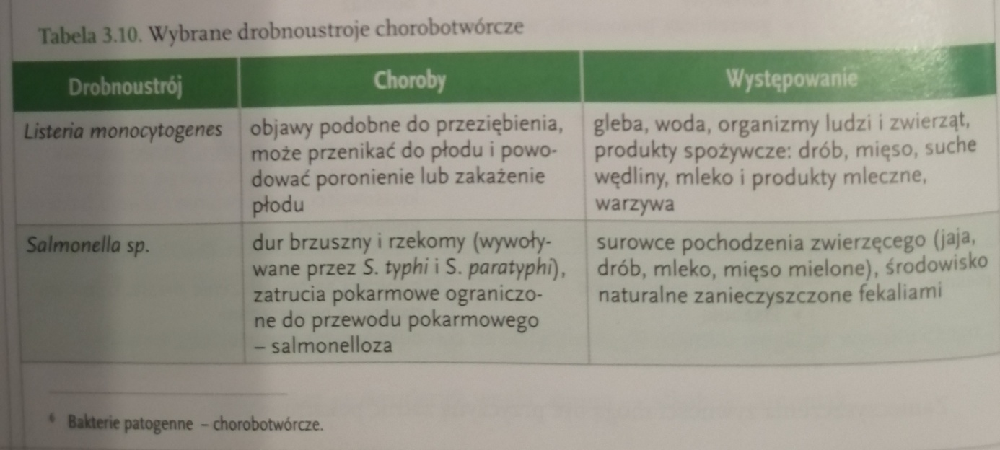 Tabela 3.10. Wybrane drobnoustroje chorobotwórcze
Drobnoustrój
Choroby
Występowanie
Listeria monocytogenes
objawy podobne do przeziębienia,
może przenikać do płodu i powo-
dować poronienie lub zakażenie
płodu
gleba, woda, organizmy ludzi i zwierząt,
produkty spożywcze: drób, mięso, suche
wędliny, mleko i produkty mleczne,
warzywa
Salmonella sp.
dur brzuszny i rzekomy (wywoły-
wane przez S. typhi i S. paratyphi),
zatrucia pokarmowe ograniczo-
ne do przewodu pokarmowego
– salmonelloza
surowce pochodzenia zwierzęcego (jaja,
drób, mleko, mięso mielone), środowisko
naturalne zanieczyszczone fekaliami
6 Bakterie patogenne – chorobotwórcze.